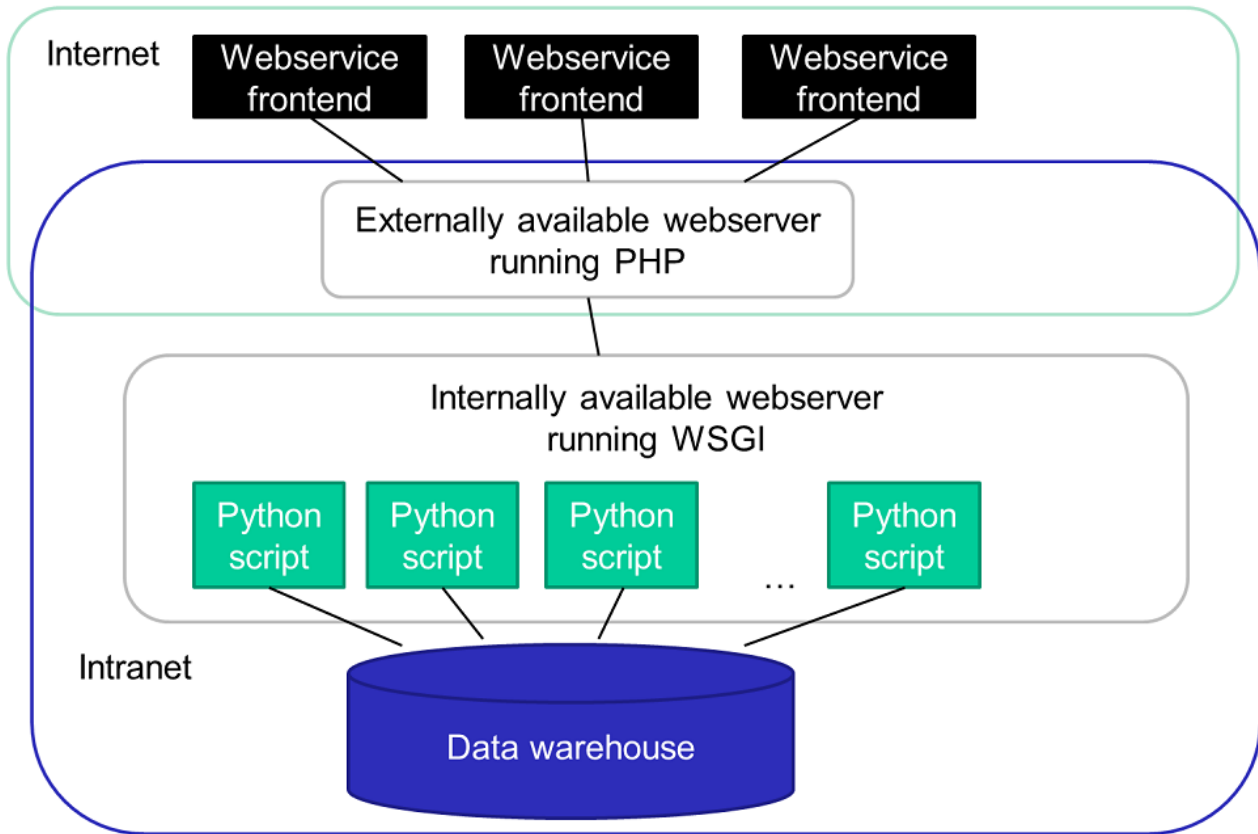 Internet
Webservice
frontend
Webservice
frontend
Webservice
frontend
Externally available webserver
running PHP
Internally available webserver
running WSGI
Python
script
Python
script
Python
script
...
Python
script
Intranet
Data warehouse